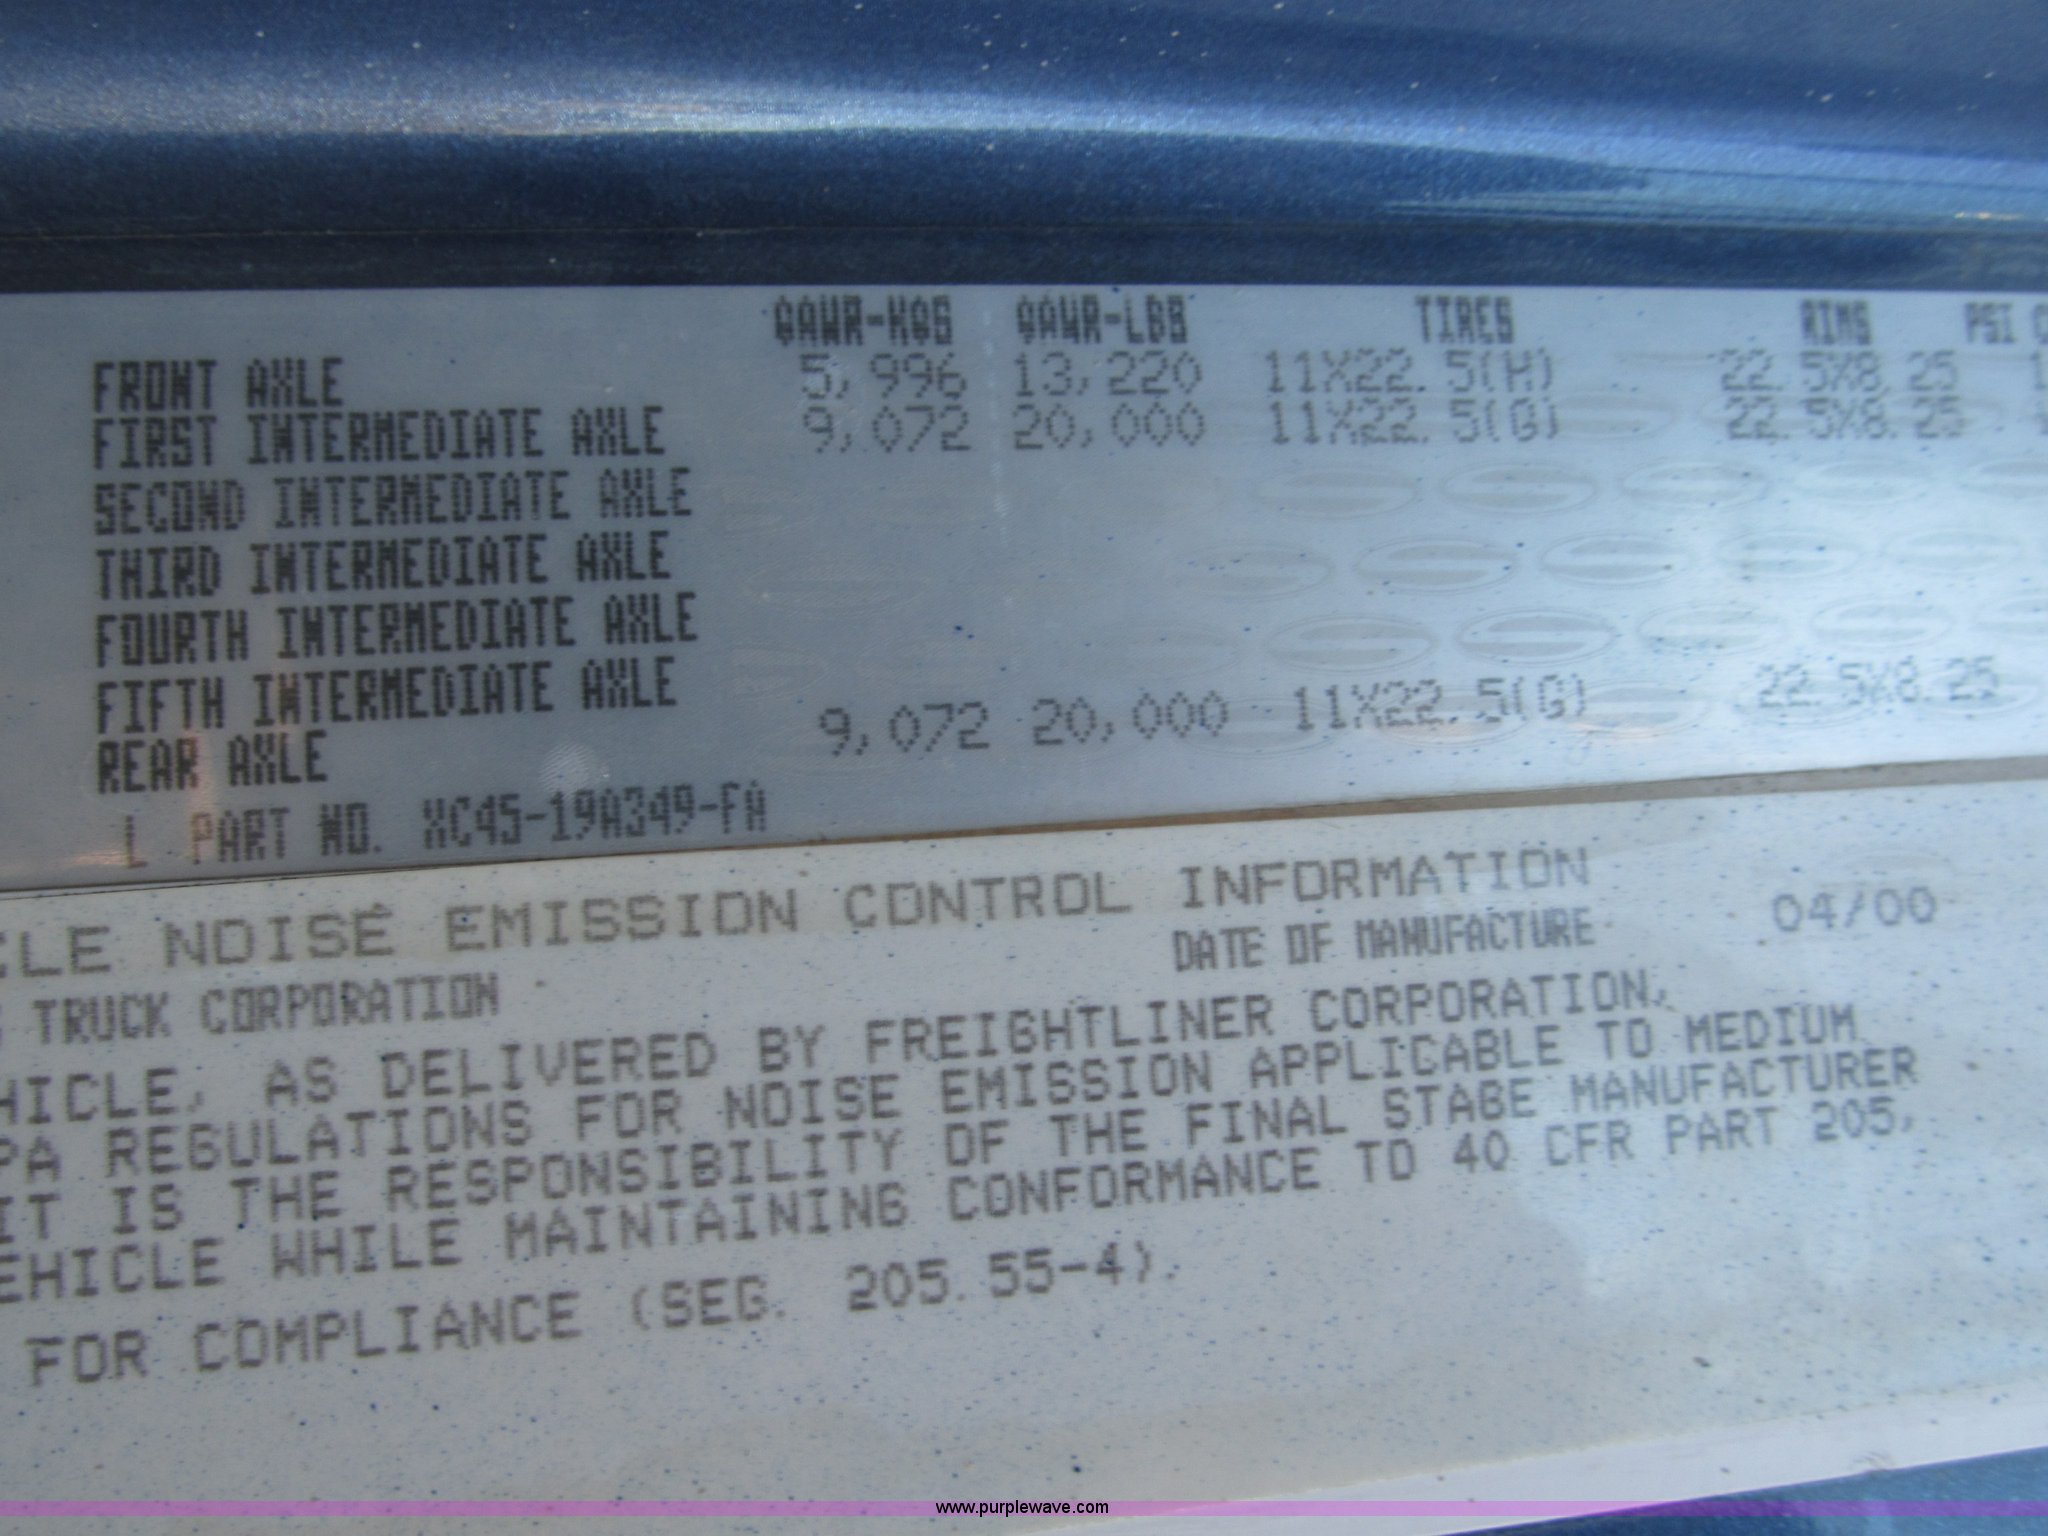 GAWR-KGS GAWR-LBS TIRES RIMS PSI C
FRONT AXLE 5,996 13,220 11X22.5(H) 22.5X8.25
FIRST INTERMEDIATE AXLE 9,072 20,000 11X22.5(G) 22.5X8.25
SECOND INTERMEDIATE AXLE
THIRD INTERMEDIATE AXLE
FOURTH INTERMEDIATE AXLE
FIFTH INTERMEDIATE AXLE
REAR AXLE 9,072 20,000 11X22.5(G) 22.5X8.25
PART NO. XC45-19A349-FA
CLE NOISE EMISSION CONTROL INFORMATION
TRUCK CORPORATION DATE OF MANUFACTURE 04/00
HICLE, AS DELIVERED BY FREIGHTLINER CORPORATION,
PA REGULATIONS FOR NOISE EMISSION APPLICABLE TO MEDIUM
IT IS THE RESPONSIBILITY OF THE FINAL STAGE MANUFACTURER
EHICLE WHILE MAINTAINING CONFORMANCE TO 40 CFR PART 205,
FOR COMPLIANCE (SEC. 205.55-4).
www.purplewave.com